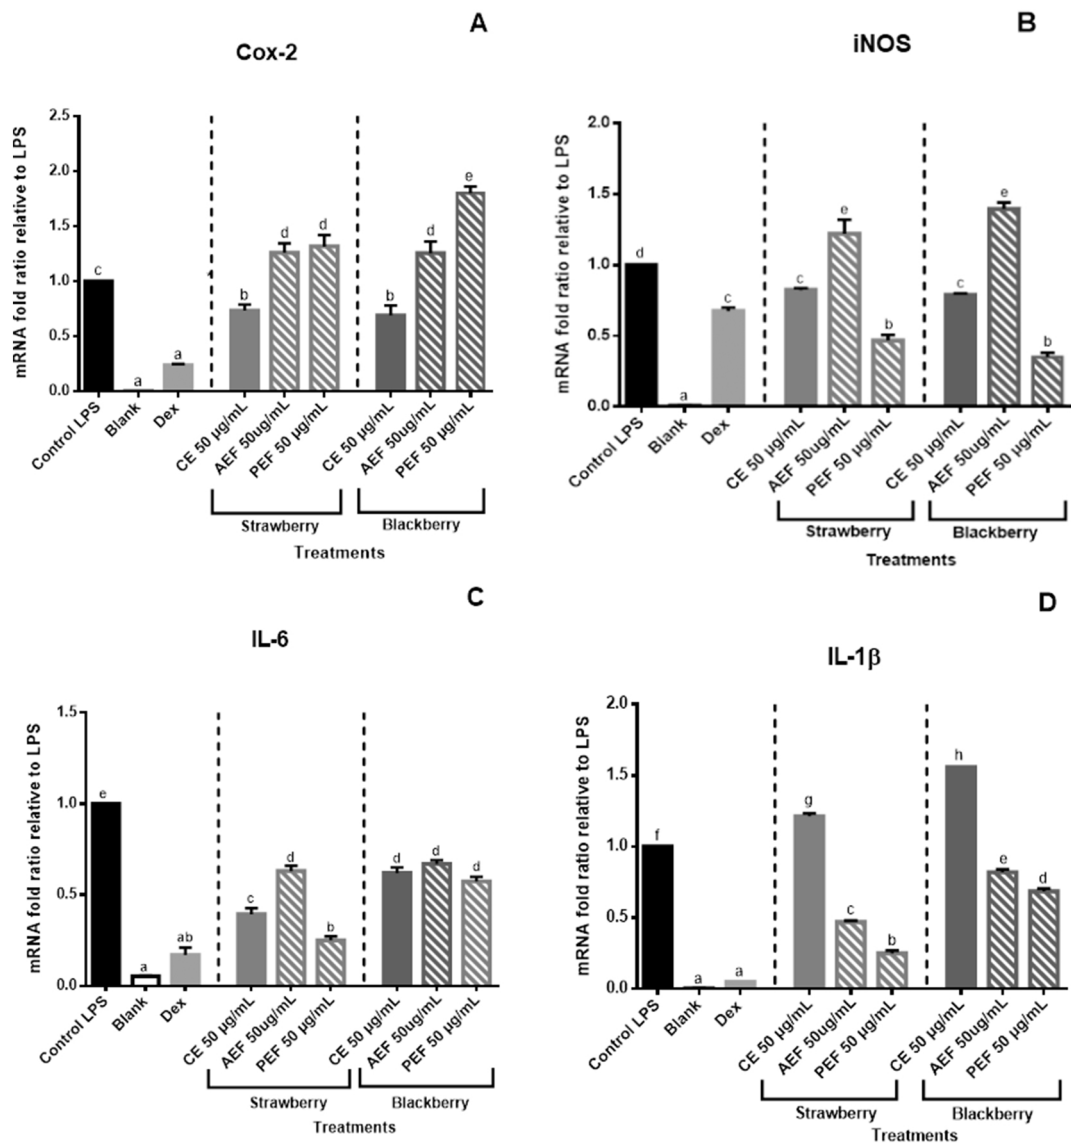 A
Cox-2
mRNA fold ratio relative to LPS
2.5
2.0
1.5
1.0
0.5
0.0
c
a
a
b
d
d
b
d
e
Control LPS
Blank
Dex
CE 50 µg/mL
AEF 50ug/mL
PEF 50 µg/mL
CE 50 µg/mL
AEF 50ug/mL
PEF 50 µg/mL
Strawberry
Blackberry
Treatments
B
iNOS
mRNA fold ratio relative to LPS
2.0
1.5
1.0
0.5
0.0
d
a
c
c
e
b
c
e
b
Control LPS
Blank
Dex
CE 50 µg/mL
AEF 50ug/mL
PEF 50 µg/mL
CE 50 µg/mL
AEF 50ug/mL
PEF 50 µg/mL
Strawberry
Blackberry
Treatments
C
IL-6
mRNA fold ratio relative to LPS
1.5
1.0
0.5
0.0
e
a
ab
c
d
b
d
d
d
Control LPS
Blank
Dex
CE 50 µg/mL
AEF 50ug/mL
PEF 50 µg/mL
CE 50 µg/mL
AEF 50ug/mL
PEF 50 µg/mL
Strawberry
Blackberry
Treatments
D
IL-1β
mRNA fold ratio relative to LPS
2.0
1.5
1.0
0.5
0.0
f
a
a
g
c
b
h
e
d
Control LPS
Blank
Dex
CE 50 µg/mL
AEF 50ug/mL
PEF 50 µg/mL
CE 50 µg/mL
AEF 50ug/mL
PEF 50 µg/mL
Strawberry
Blackberry
Treatments